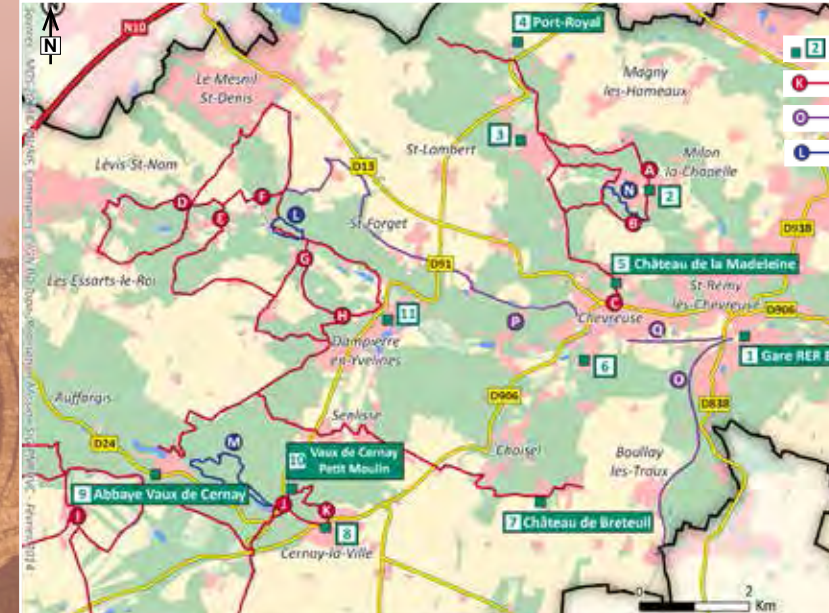 N
N10
4 Port-Royal
2
Le Mesnil
St-Denis
Magny
les-Hameaux
K
O
St-Lambert
3
L
Lévis-St-Nom
D13
Milon
la-Chapelle
A
N
2
D
F
E
L
St-Forget
B
D938
G
D91
5 Château de la Madeleine
Les Essarts-le-Roi
St-Rémy
les-Chevreuse
C
D906
H
11
P
Chevreuse
Q
Dampierre
en-Yvelines
6
1 Gare RER B
O
Auffargis
D906
D838
Senlisse
D24
M
10 Vaux de Cernay
Petit Moulin
Choisel
Boullay
les-Troux
9 Abbaye Vaux de Cernay
J
K
I
8
7 Château de Breteuil
Cernay-la-Ville
0 2
Km